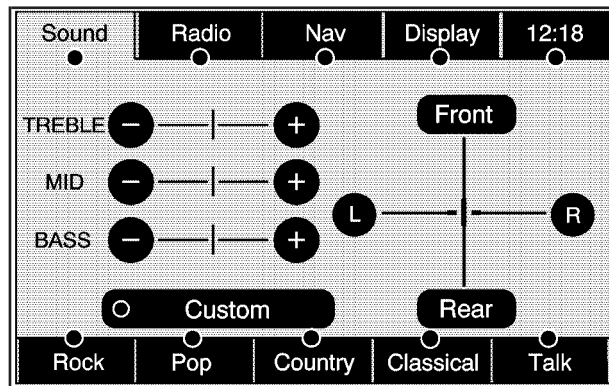 Sound Radio Nav Display 12:18
TREBLE − +
Front
MID − +
L R
BASS − +
Custom
Rear
Rock Pop Country Classical Talk